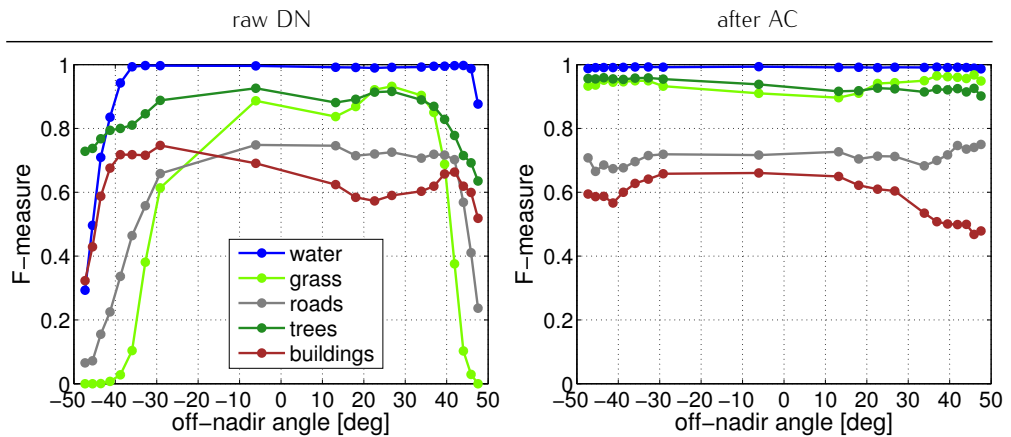 raw DN
after AC
F−measure
1
0.8
0.6
0.4
0.2
0
−50 −40 −30 −20 −10 0 10 20 30 40 50
off−nadir angle [deg]
water
grass
roads
trees
buildings
F−measure
1
0.8
0.6
0.4
0.2
0
−50 −40 −30 −20 −10 0 10 20 30 40 50
off−nadir angle [deg]